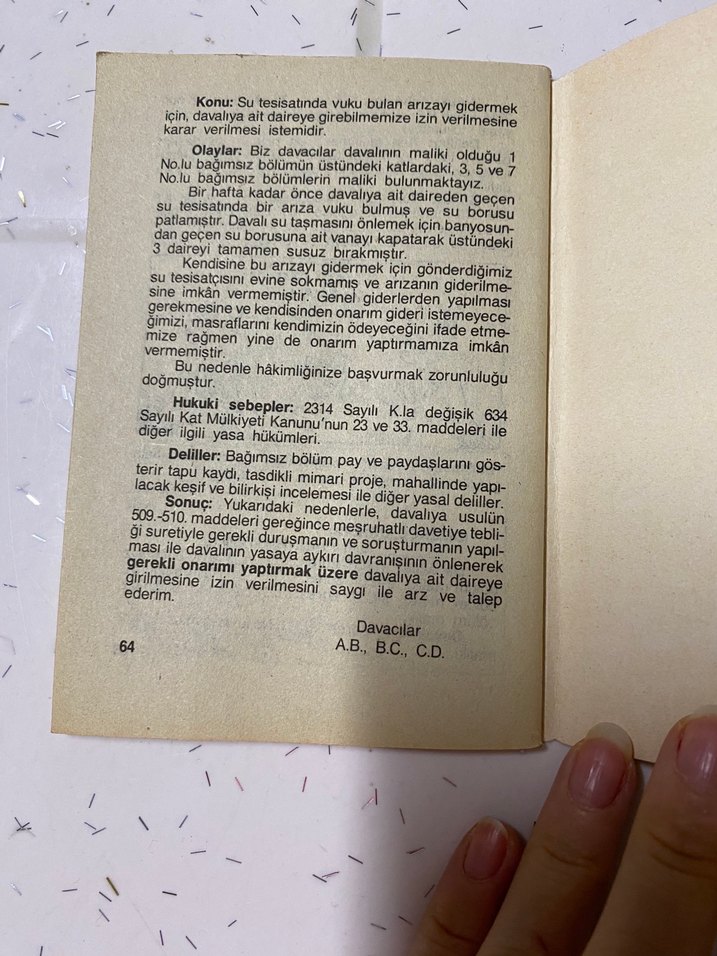 Konu: Su tesisatında vuku bulan arızayı gidermek
için, davalıya ait daireye girebilmemize izin verilmesine
karar verilmesi istemidir.
Olaylar: Biz davacılar davalının maliki olduğu 1
No.lu bağımsız bölümün üstündeki katlardaki, 3, 5 ve 7
No.lu bağımsız bölümlerin maliki bulunmaktayız.
Bir hafta kadar önce davalıya ait daireden geçen
su tesisatında bir arıza vuku bulmuş ve su borusu
patlamıştır. Davalı su taşmasını önlemek için banyosun-
dan geçen su borusuna ait vanayı kapatarak üstündeki
3 daireyi tamamen susuz bırakmıştır.
Kendisine bu arızayı gidermek için gönderdiğimiz
su tesisatçısını evine sokmamış ve arızanın giderilme-
sine imkân vermemiştir. Genel giderlerden yapılması
gerekmesine ve kendisinden onarım gideri istemeyece-
ğimizi, masraflarını kendimizin ödeyeceğini ifade etme-
mize rağmen yine de onarım yaptırmamıza imkân
vermemiştir.
Bu nedenle hâkimliğinize başvurmak zorunluluğu
doğmuştur.
Hukuki sebepler: 2314 Sayılı K.la değişik 634
Sayılı Kat Mülkiyeti Kanunu'nun 23 ve 33. maddeleri ile
diğer ilgili yasa hükümleri.
Deliller: Bağımsız bölüm pay ve paydaşlarını gös-
terir tapu kaydı, tasdikli mimari proje, mahallinde yapı-
lacak keşif ve bilirkişi incelemesi ile diğer yasal deliller.
Sonuç: Yukarıdaki nedenlerle, davalıya usulün
509.-510. maddeleri gereğince meşruhatlı davetiye tebli-
ği suretiyle gerekli duruşmanın ve soruşturmanın yapıl-
ması ile davalının yasaya aykırı davranışının önlenerek
gerekli onarımı yaptırmak üzere davalıya ait daireye
girilmesine izin verilmesini saygı ile arz ve talep
ederim.
Davacılar
A.B., B.C., C.D.
64